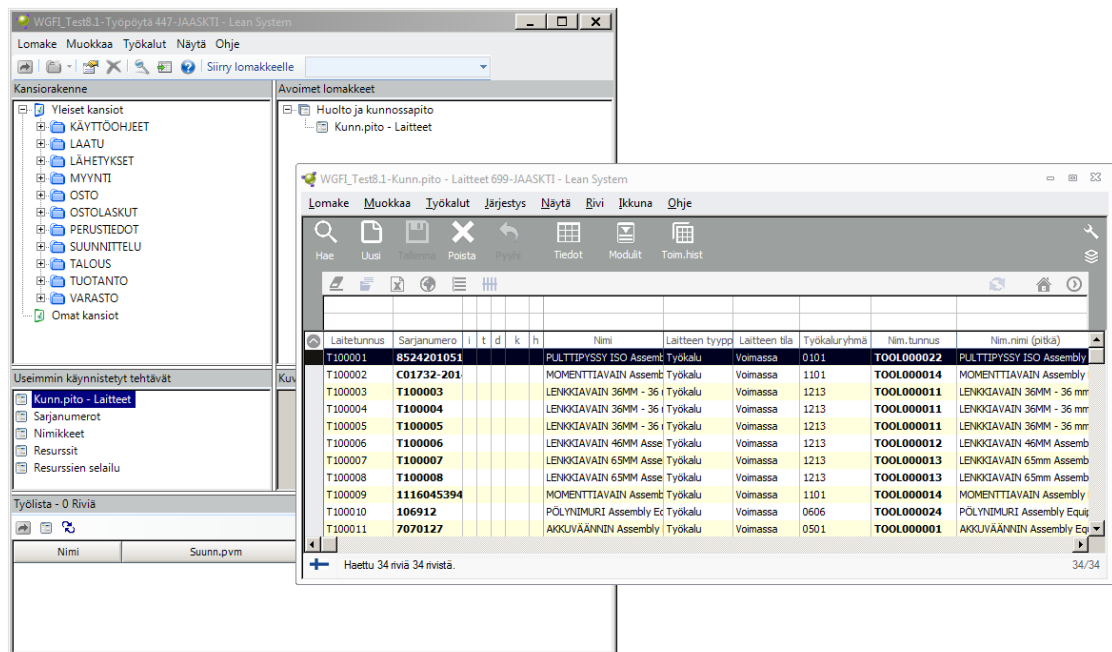 WGFI_Test8.1-Työpöytä 447-JAASKTI - Lean System
Lomake Muokkaa Työkalut Näytä Ohje
Siirry lomakkeelle
Kansiorakenne
Yleiset kansiot
KÄYTTÖOHJEET
LAATU
LÄHETYKSET
MYYNTI
OSTO
OSTOLASKUT
PERUSTIEDOT
SUUNNITTELU
TALOUS
TUOTANTO
VARASTO
Omat kansiot
Avoimet lomakkeet
Huolto ja kunnossapito
Kunn.pito - Laitteet
Useimmin käynnistetyt tehtävät
Kunn.pito - Laitteet
Sarjanumerot
Nimikkeet
Resurssit
Resurssien selailu
Työlista - 0 Riviä
Nimi Suunn.pvm
WGFI_Test8.1-Kunn.pito - Laitteet 699-JAASKTI - Lean System
Lomake Muokkaa Työkalut Järjestys Näytä Rivi Ikkuna Ohje
Hae Uusi Tallenna Poista Pyyhi Tiedot Modulit Toim.hist
Laitetunnus Sarjanumero i t d k h Nimi Laitteen tyypp Laitteen tila Työkaluryhmä Nim.tunnus Nim.nimi (pitkä)
T100001 8524201051 PULTTIPYSSY ISO Assemb Työkalu Voimassa 0101 TOOL000022 PULTTIPYSSY ISO Assembly
T100002 C01732-201 MOMENTTIAVAIN Assemb Työkalu Voimassa 1101 TOOL000014 MOMENTTIAVAIN Assembly
T100003 T100003 LENKKIAVAIN 36MM - 36 Työkalu Voimassa 1213 TOOL000011 LENKKIAVAIN 36MM - 36 mm
T100004 T100004 LENKKIAVAIN 36MM - 36 Työkalu Voimassa 1213 TOOL000011 LENKKIAVAIN 36MM - 36 mm
T100005 T100005 LENKKIAVAIN 36MM - 36 Työkalu Voimassa 1213 TOOL000011 LENKKIAVAIN 36MM - 36 mm
T100006 T100006 LENKKIAVAIN 46MM Asse Työkalu Voimassa 1213 TOOL000012 LENKKIAVAIN 46MM Assemb
T100007 T100007 LENKKIAVAIN 65MM Asse Työkalu Voimassa 1213 TOOL000013 LENKKIAVAIN 65mm Assemb
T100008 T100008 LENKKIAVAIN 65MM Asse Työkalu Voimassa 1213 TOOL000013 LENKKIAVAIN 65mm Assemb
T100009 1116045394 MOMENTTIAVAIN Assemb Työkalu Voimassa 1101 TOOL000014 MOMENTTIAVAIN Assembly
T100010 106912 PÖLYNIMURI Assembly Eq Työkalu Voimassa 0606 TOOL000024 PÖLYNIMURI Assembly Equip
T100011 7070127 AKKUVÄÄNNIN Assembly Työkalu Voimassa 0501 TOOL000001 AKKUVÄÄNNIN Assembly Eq
Haettu 34 riviä 34 rivistä. 34/34